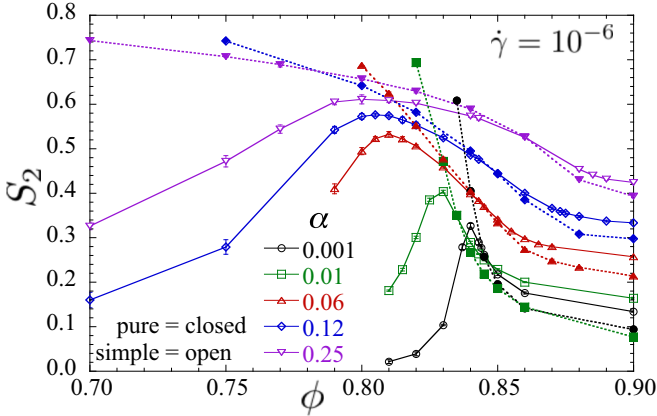 0.8
0.7
0.6
0.5
0.4
0.3
0.2
0.1
0.0
S₂
γ̇ = 10⁻⁶
α
0.001
0.01
0.06
pure = closed 0.12
simple = open 0.25
0.70 0.75 0.80 0.85 0.90
ϕ